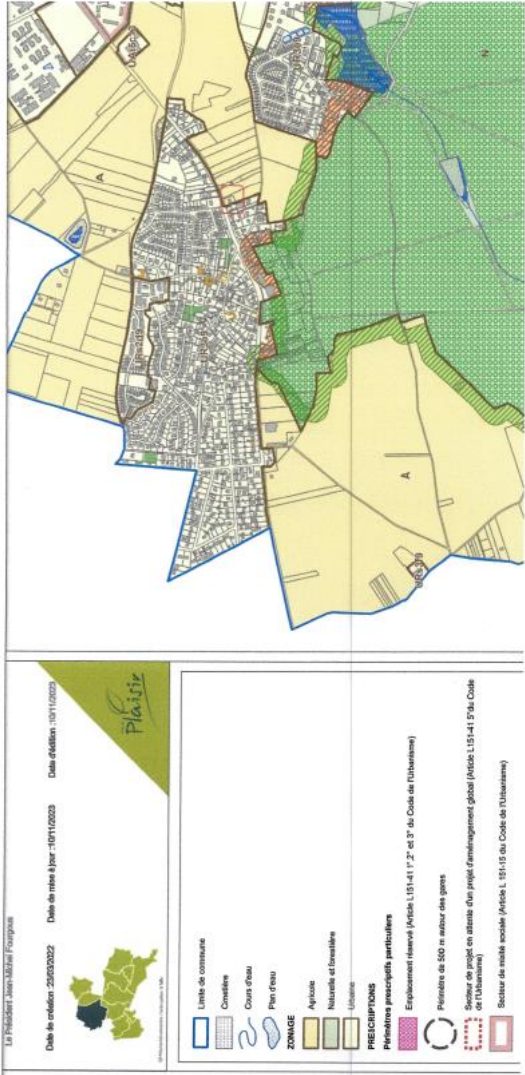 Le Président Jean-Michel Fourgous
Date de création :23/03/2022 Date de mise à jour :10/11/2023 Date d'édition :10/11/2023
Plaisir
Limite de commune
Cimetière
Cours d'eau
Plan d'eau
ZONAGE
Agricole
Naturelle et forestière
Urbaine
PRESCRIPTIONS
Périmètres prescriptifs particuliers
Emplacement réservé (Article L151-41 1°,2° et 3° du Code de l'Urbanisme)
Périmètre de 500 m autour des gares
Secteur de projet en attente d'un projet d'aménagement global (Article L151-41 5°du Code
de l'Urbanisme)
Secteur de mixité sociale (Article L 151-15 du Code de l'Urbanisme)
A
A
N